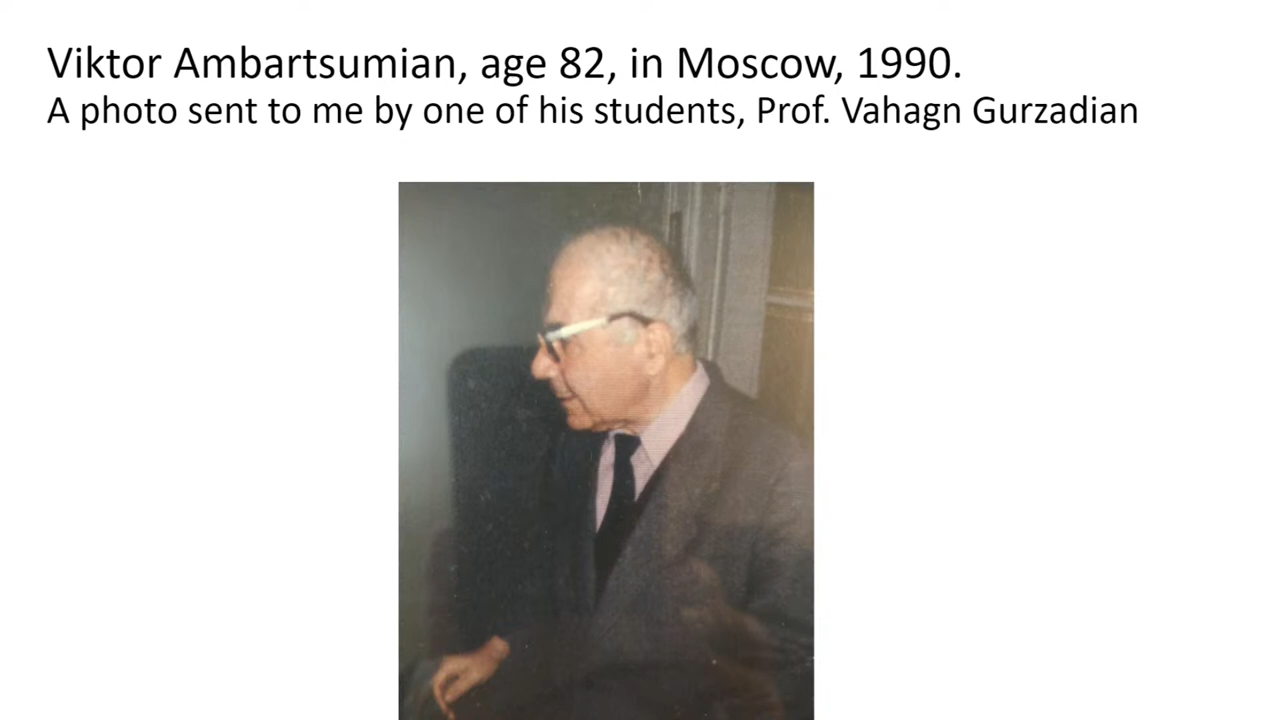 Viktor Ambartsumian, age 82, in Moscow, 1990.
A photo sent to me by one of his students, Prof. Vahagn Gurzadian